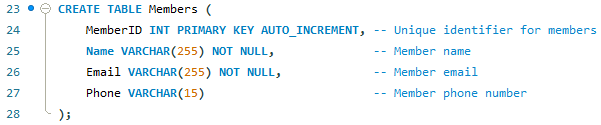 23 CREATE TABLE Members (
24 MemberID INT PRIMARY KEY AUTO_INCREMENT, -- Unique identifier for members
25 Name VARCHAR(255) NOT NULL, -- Member name
26 Email VARCHAR(255) NOT NULL, -- Member email
27 Phone VARCHAR(15) -- Member phone number
28 );